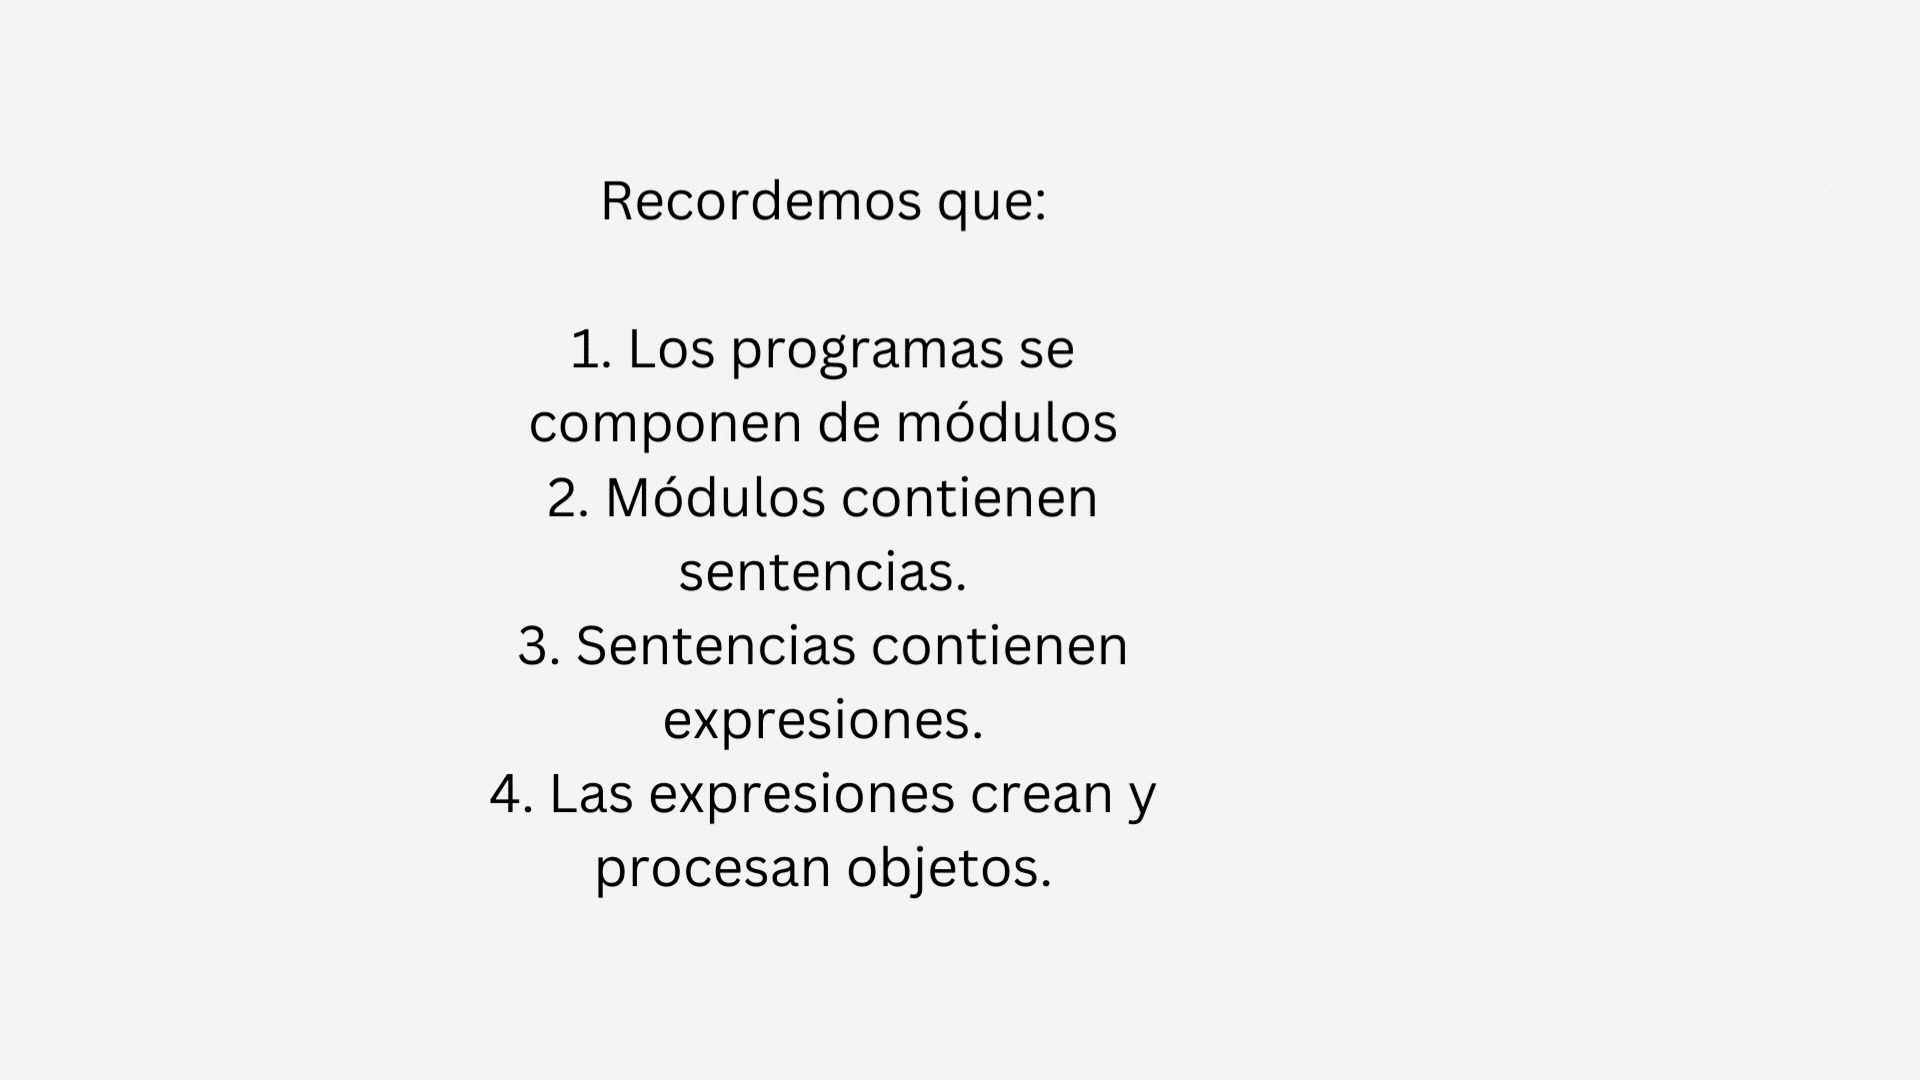 Recordemos que:
1. Los programas se
componen de módulos
2. Módulos contienen
sentencias.
3. Sentencias contienen
expresiones.
4. Las expresiones crean y
procesan objetos.